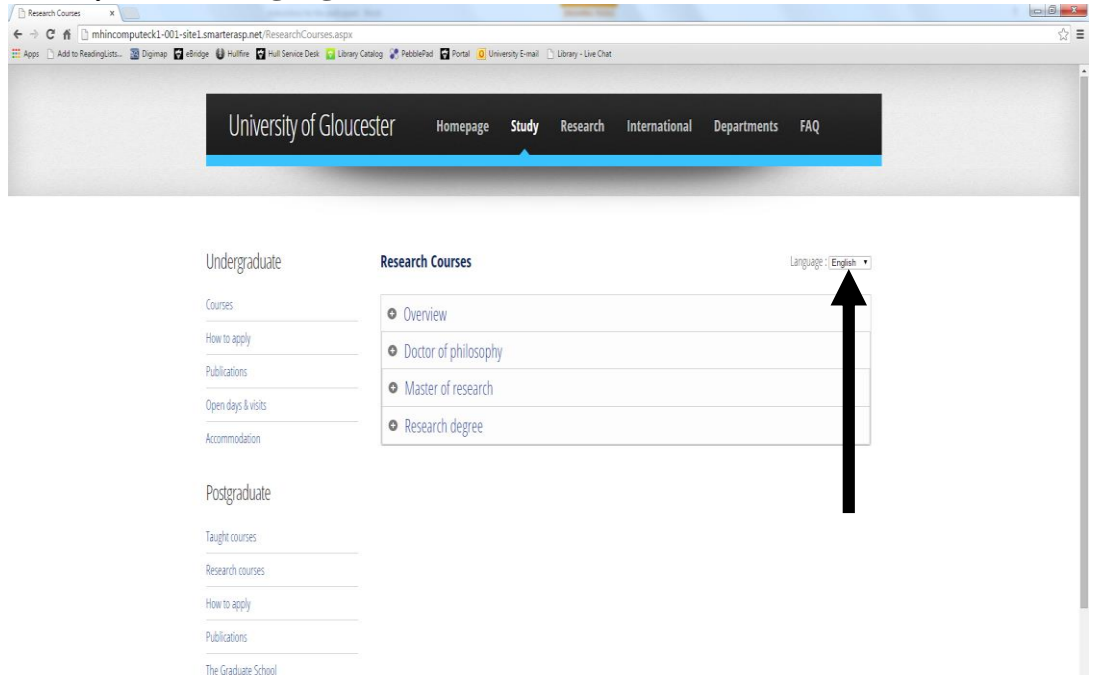 Research Courses x
mhincomputeck1-001-site1.smarterasp.net/ResearchCourses.aspx
Apps Add to ReadingLists... Digimap eBridge Hullfire Hull Service Desk Library Catalog PebblePad Portal University E-mail Library - Live Chat
University of Gloucester Homepage Study Research International Departments FAQ
Undergraduate
Courses
How to apply
Publications
Open days & visits
Accommodation
Postgraduate
Taught courses
Research courses
How to apply
Publications
The Graduate School
Research Courses
Language : English
Overview
Doctor of philosophy
Master of research
Research degree